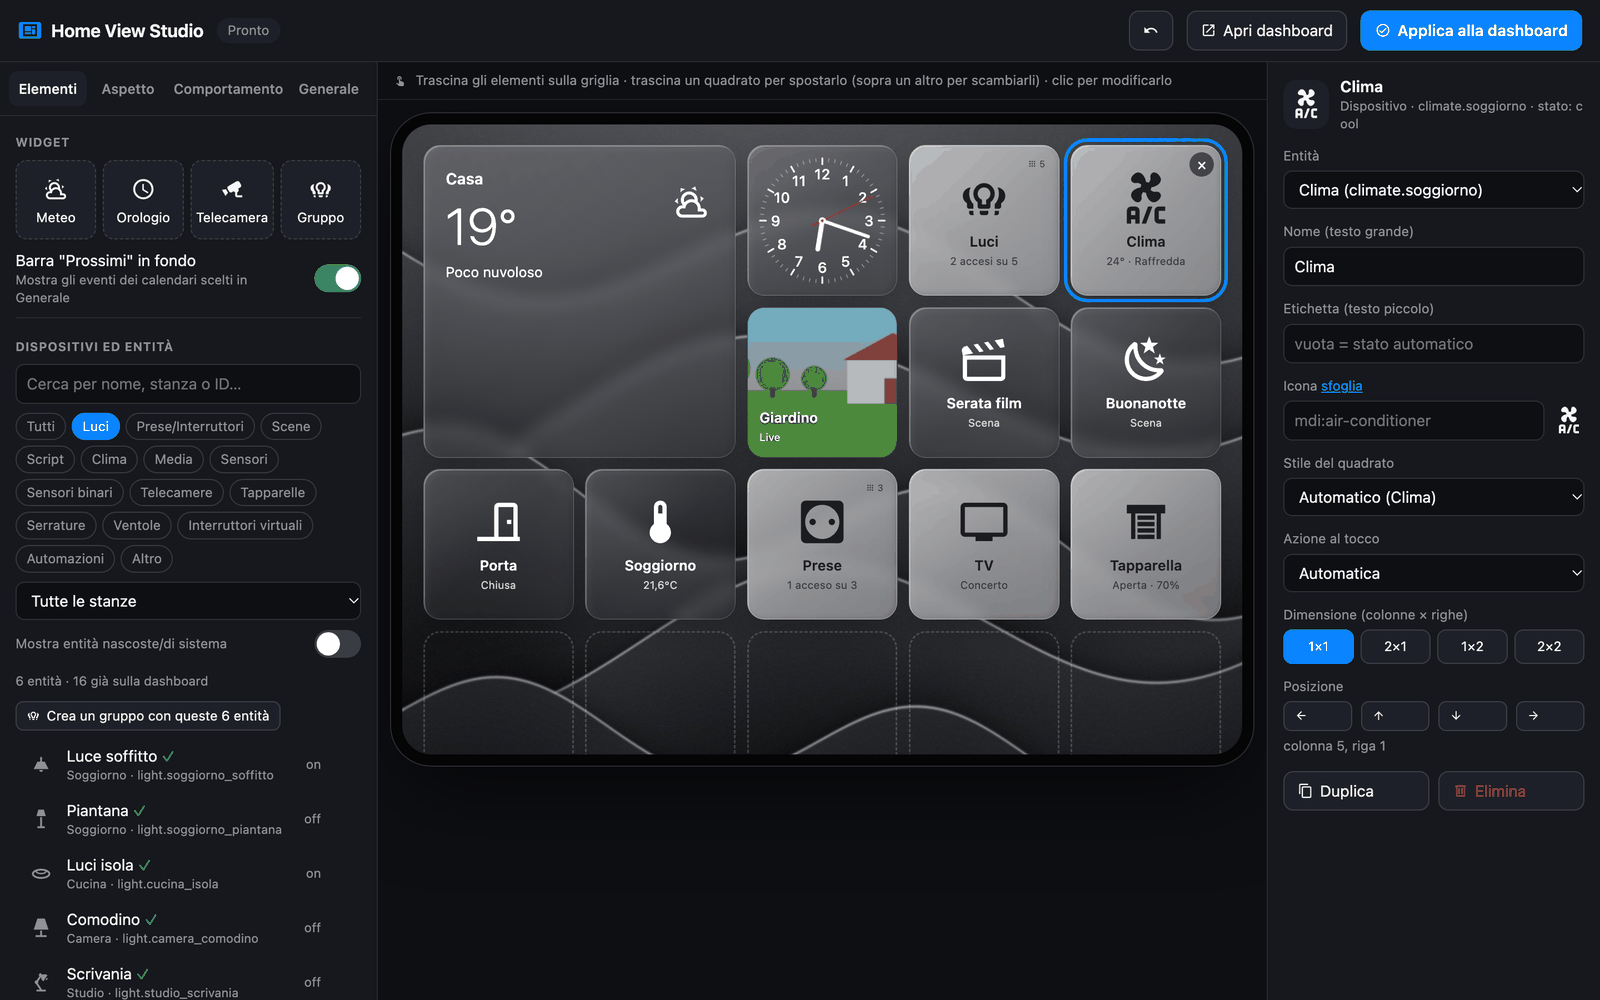 Home View Studio
Pronto
Apri dashboard
Applica alla dashboard
Elementi
Aspetto
Comportamento
Generale
Trascina gli elementi sulla griglia · trascina un quadrato per spostarlo (sopra un altro per scambiarli) · clic per modificarlo
WIDGET
Meteo
Orologio
Telecamera
Gruppo
Barra "Prossimi" in fondo
Mostra gli eventi dei calendari scelti in
Generale
DISPOSITIVI ED ENTITÀ
Cerca per nome, stanza o ID...
Tutti
Luci
Prese/Interruttori
Scene
Script
Clima
Media
Sensori
Sensori binari
Telecamere
Tapparelle
Serrature
Ventole
Interruttori virtuali
Automazioni
Altro
Tutte le stanze
Mostra entità nascoste/di sistema
6 entità · 16 già sulla dashboard
Crea un gruppo con queste 6 entità
Luce soffitto
Soggiorno · light.soggiorno_soffitto
on
Piantana
Soggiorno · light.soggiorno_piantana
off
Luci isola
Cucina · light.cucina_isola
on
Comodino
Camera · light.camera_comodino
off
Scrivania
Studio · light.studio_scrivania
off
Casa
19°
Poco nuvoloso
12
1
2
3
4
5
6
7
8
9
10
11
5
Luci
2 accesi su 5
A/C
Clima
24° · Raffredda
Giardino
Live
Serata film
Scena
Buonanotte
Scena
Porta
Chiusa
Soggiorno
21,6°C
3
Prese
1 acceso su 3
TV
Concerto
Tapparella
Aperta · 70%
A/C
Clima
Dispositivo · climate.soggiorno · stato: c
ool
Entità
Clima (climate.soggiorno)
Nome (testo grande)
Clima
Etichetta (testo piccolo)
vuota = stato automatico
Icona sfoglia
mdi:air-conditioner
A/C
Stile del quadrato
Automatico (Clima)
Azione al tocco
Automatica
Dimensione (colonne × righe)
1×1
2×1
1×2
2×2
Posizione
colonna 5, riga 1
Duplica
Elimina